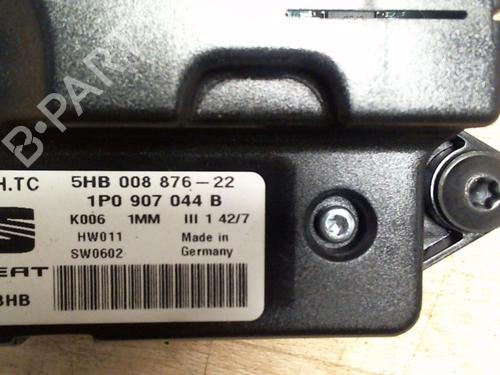 B-PART
H.TC
5HB 008 876-22
1P0 907 044 B
K006 1MM III 1 42/7
HW011 Made in
SW0602 Germany
EAT
BHB